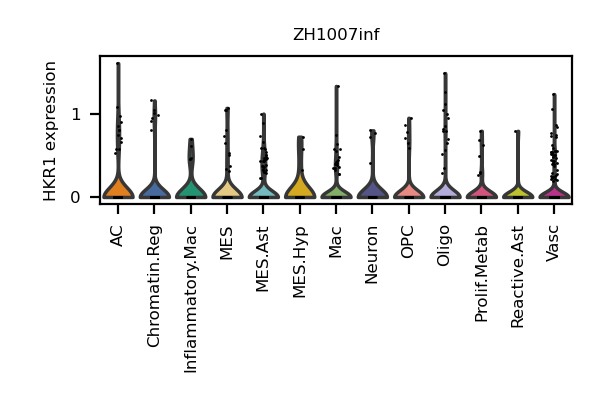 ZH1007inf
HKR1 expression
1
0
AC
Chromatin.Reg
Inflammatory.Mac
MES
MES.Ast
MES.Hyp
Mac
Neuron
OPC
Oligo
Prolif.Metab
Reactive.Ast
Vasc